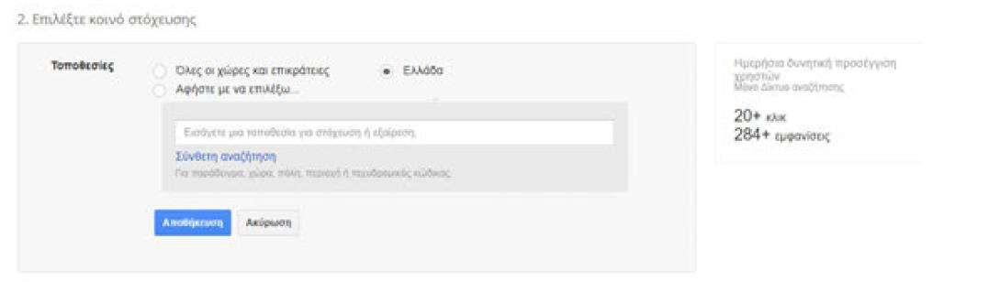 2. Επιλέξτε κοινό στόχευσης
Τοποθεσίες
Όλες οι χώρες και επικράτειες
Ελλάδα
Αφήστε με να επιλέξω...
Εισάγετε μια τοποθεσία για στόχευση ή εξαίρεση.
Σύνθετη αναζήτηση
Για παράδειγμα, χώρα, πόλη, περιοχή ή ταχυδρομικός κώδικας.
Αποθήκευση
Ακύρωση
Ημερήσια δυνητική προσέγγιση
χρηστών
Μόνο Δίκτυο αναζήτησης
20+ κλικ
284+ εμφανίσεις